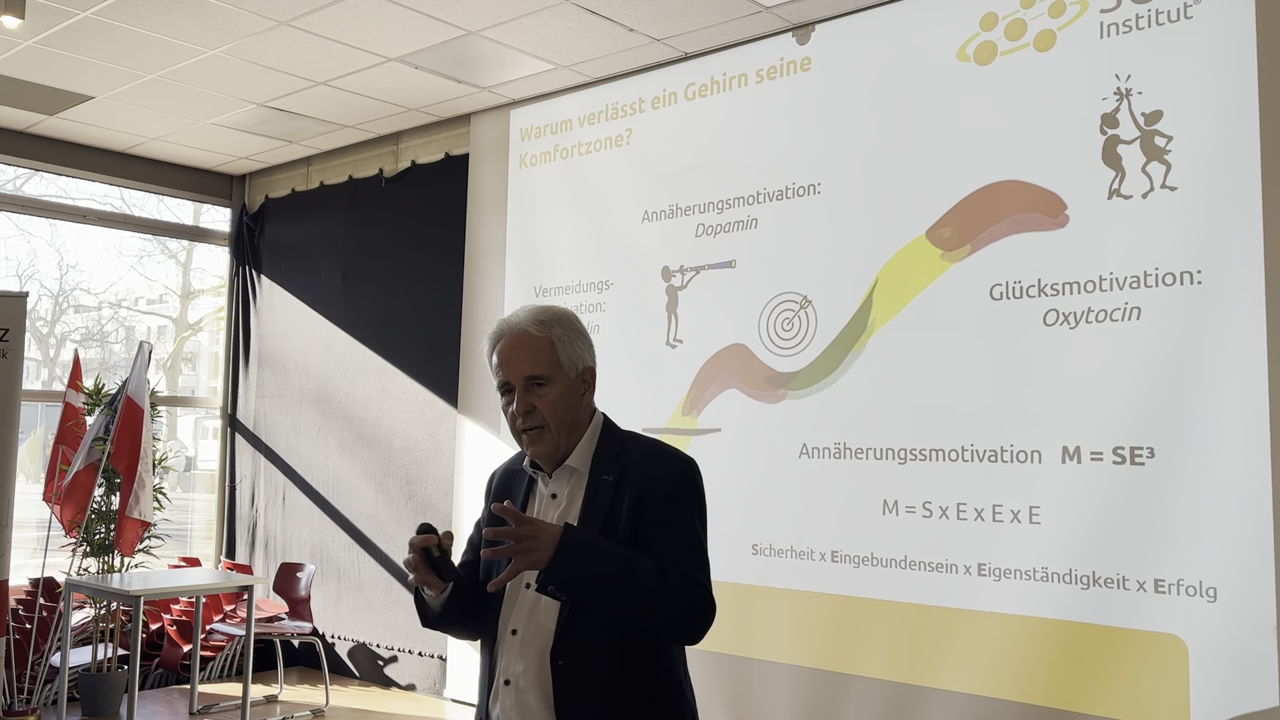 Institut®
Warum verlässt ein Gehirn seine
Komfortzone?
Annäherungsmotivation:
Dopamin
Vermeidungs-
Glücksmotivation:
Oxytocin
Annäherungssmotivation M = SE³
M = S x E x E x E
Sicherheit x Eingebundensein x Eigenständigkeit x Erfolg